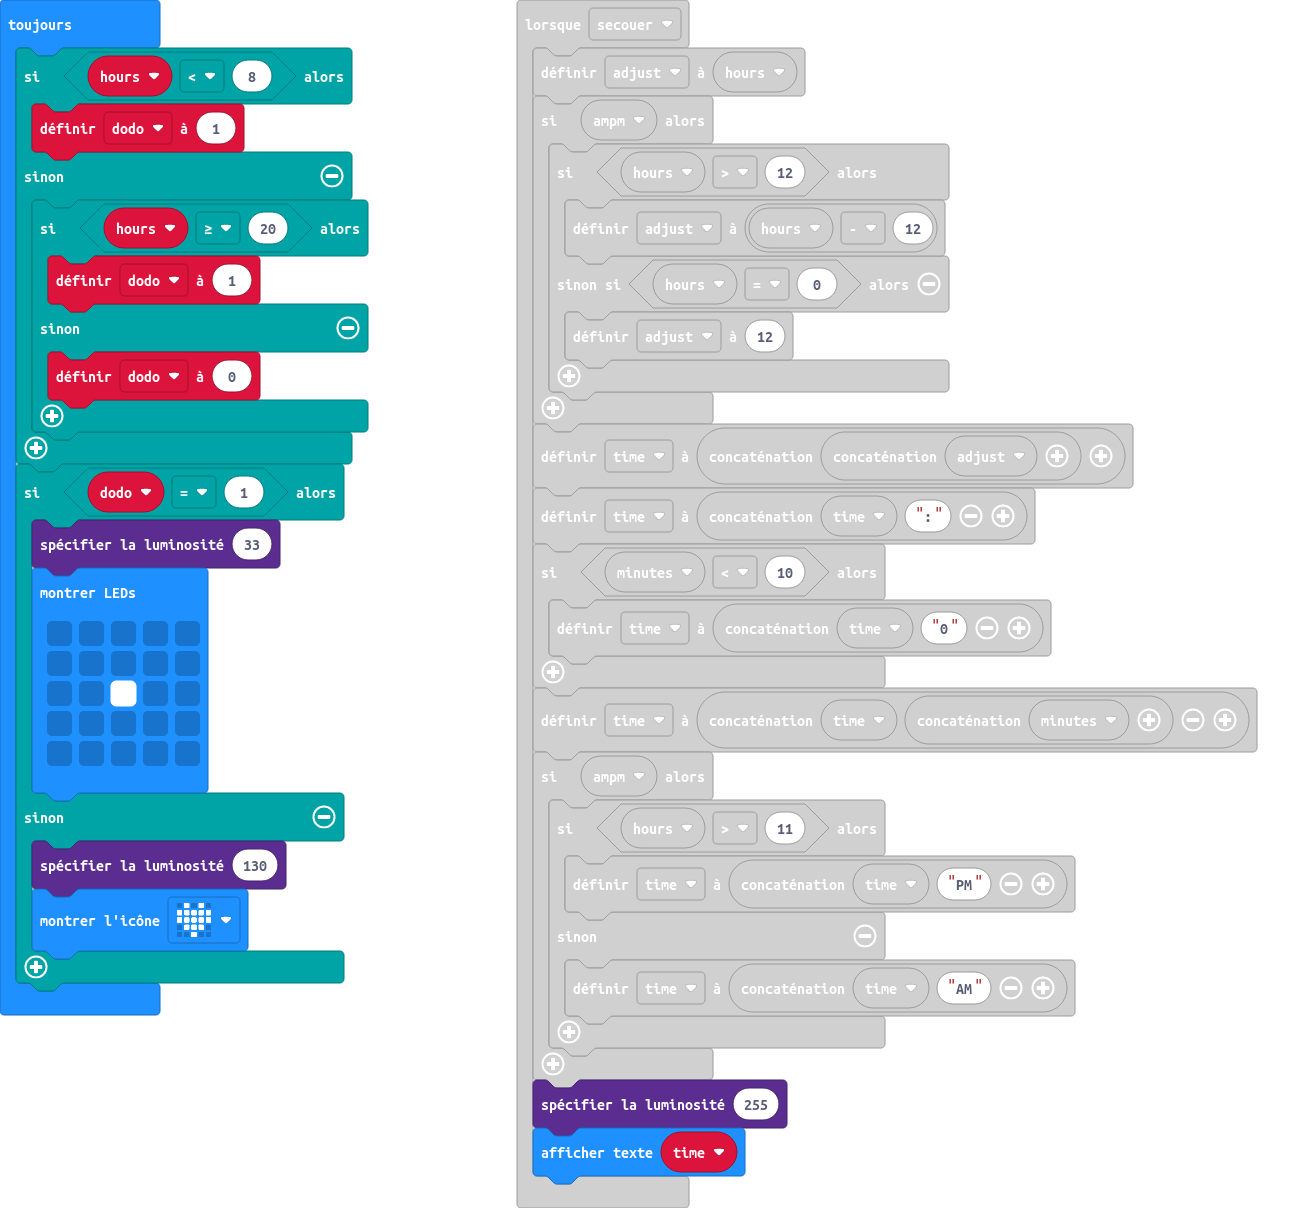 toujours
si hours < 8 alors
définir dodo à 1
sinon
si hours ≥ 20 alors
définir dodo à 1
sinon
définir dodo à 0
si dodo = 1 alors
spécifier la luminosité 33
montrer LEDs
sinon
spécifier la luminosité 130
montrer l'icône
lorsque secouer
définir adjust à hours
si ampm alors
si hours > 12 alors
définir adjust à hours - 12
sinon si hours = 0 alors
définir adjust à 12
définir time à concaténation concaténation adjust
définir time à concaténation time ":"
si minutes < 10 alors
définir time à concaténation time "0"
définir time à concaténation time concaténation minutes
si ampm alors
si hours > 11 alors
définir time à concaténation time "PM"
sinon
définir time à concaténation time "AM"
spécifier la luminosité 255
afficher texte time